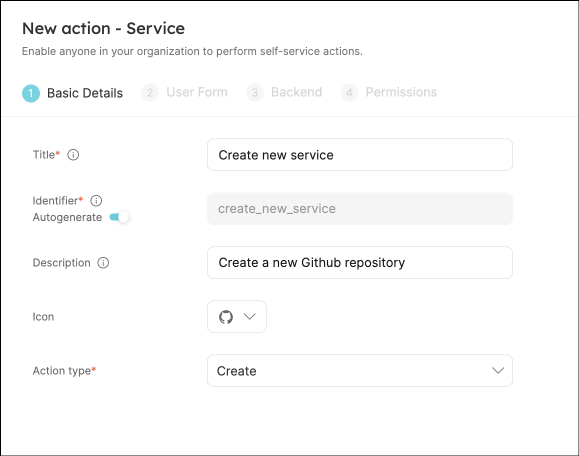 New action - Service
Enable anyone in your organization to perform self-service actions.
1 Basic Details 2 User Form 3 Backend 4 Permissions
Title* Create new service
Identifier* create_new_service
Autogenerate
Description Create a new Github repository
Icon
Action type* Create